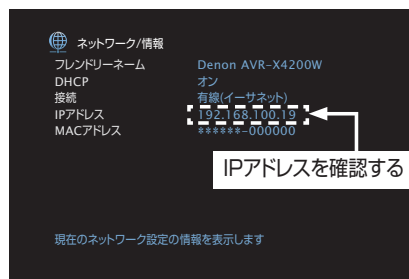 ネットワーク/情報
フレンドリーネーム Denon AVR-X4200W
DHCP オン
接続 有線(イーサネット)
IPアドレス 192.168.100.19
MACアドレス ******-000000
IPアドレスを確認する
現在のネットワーク設定の情報を表示します